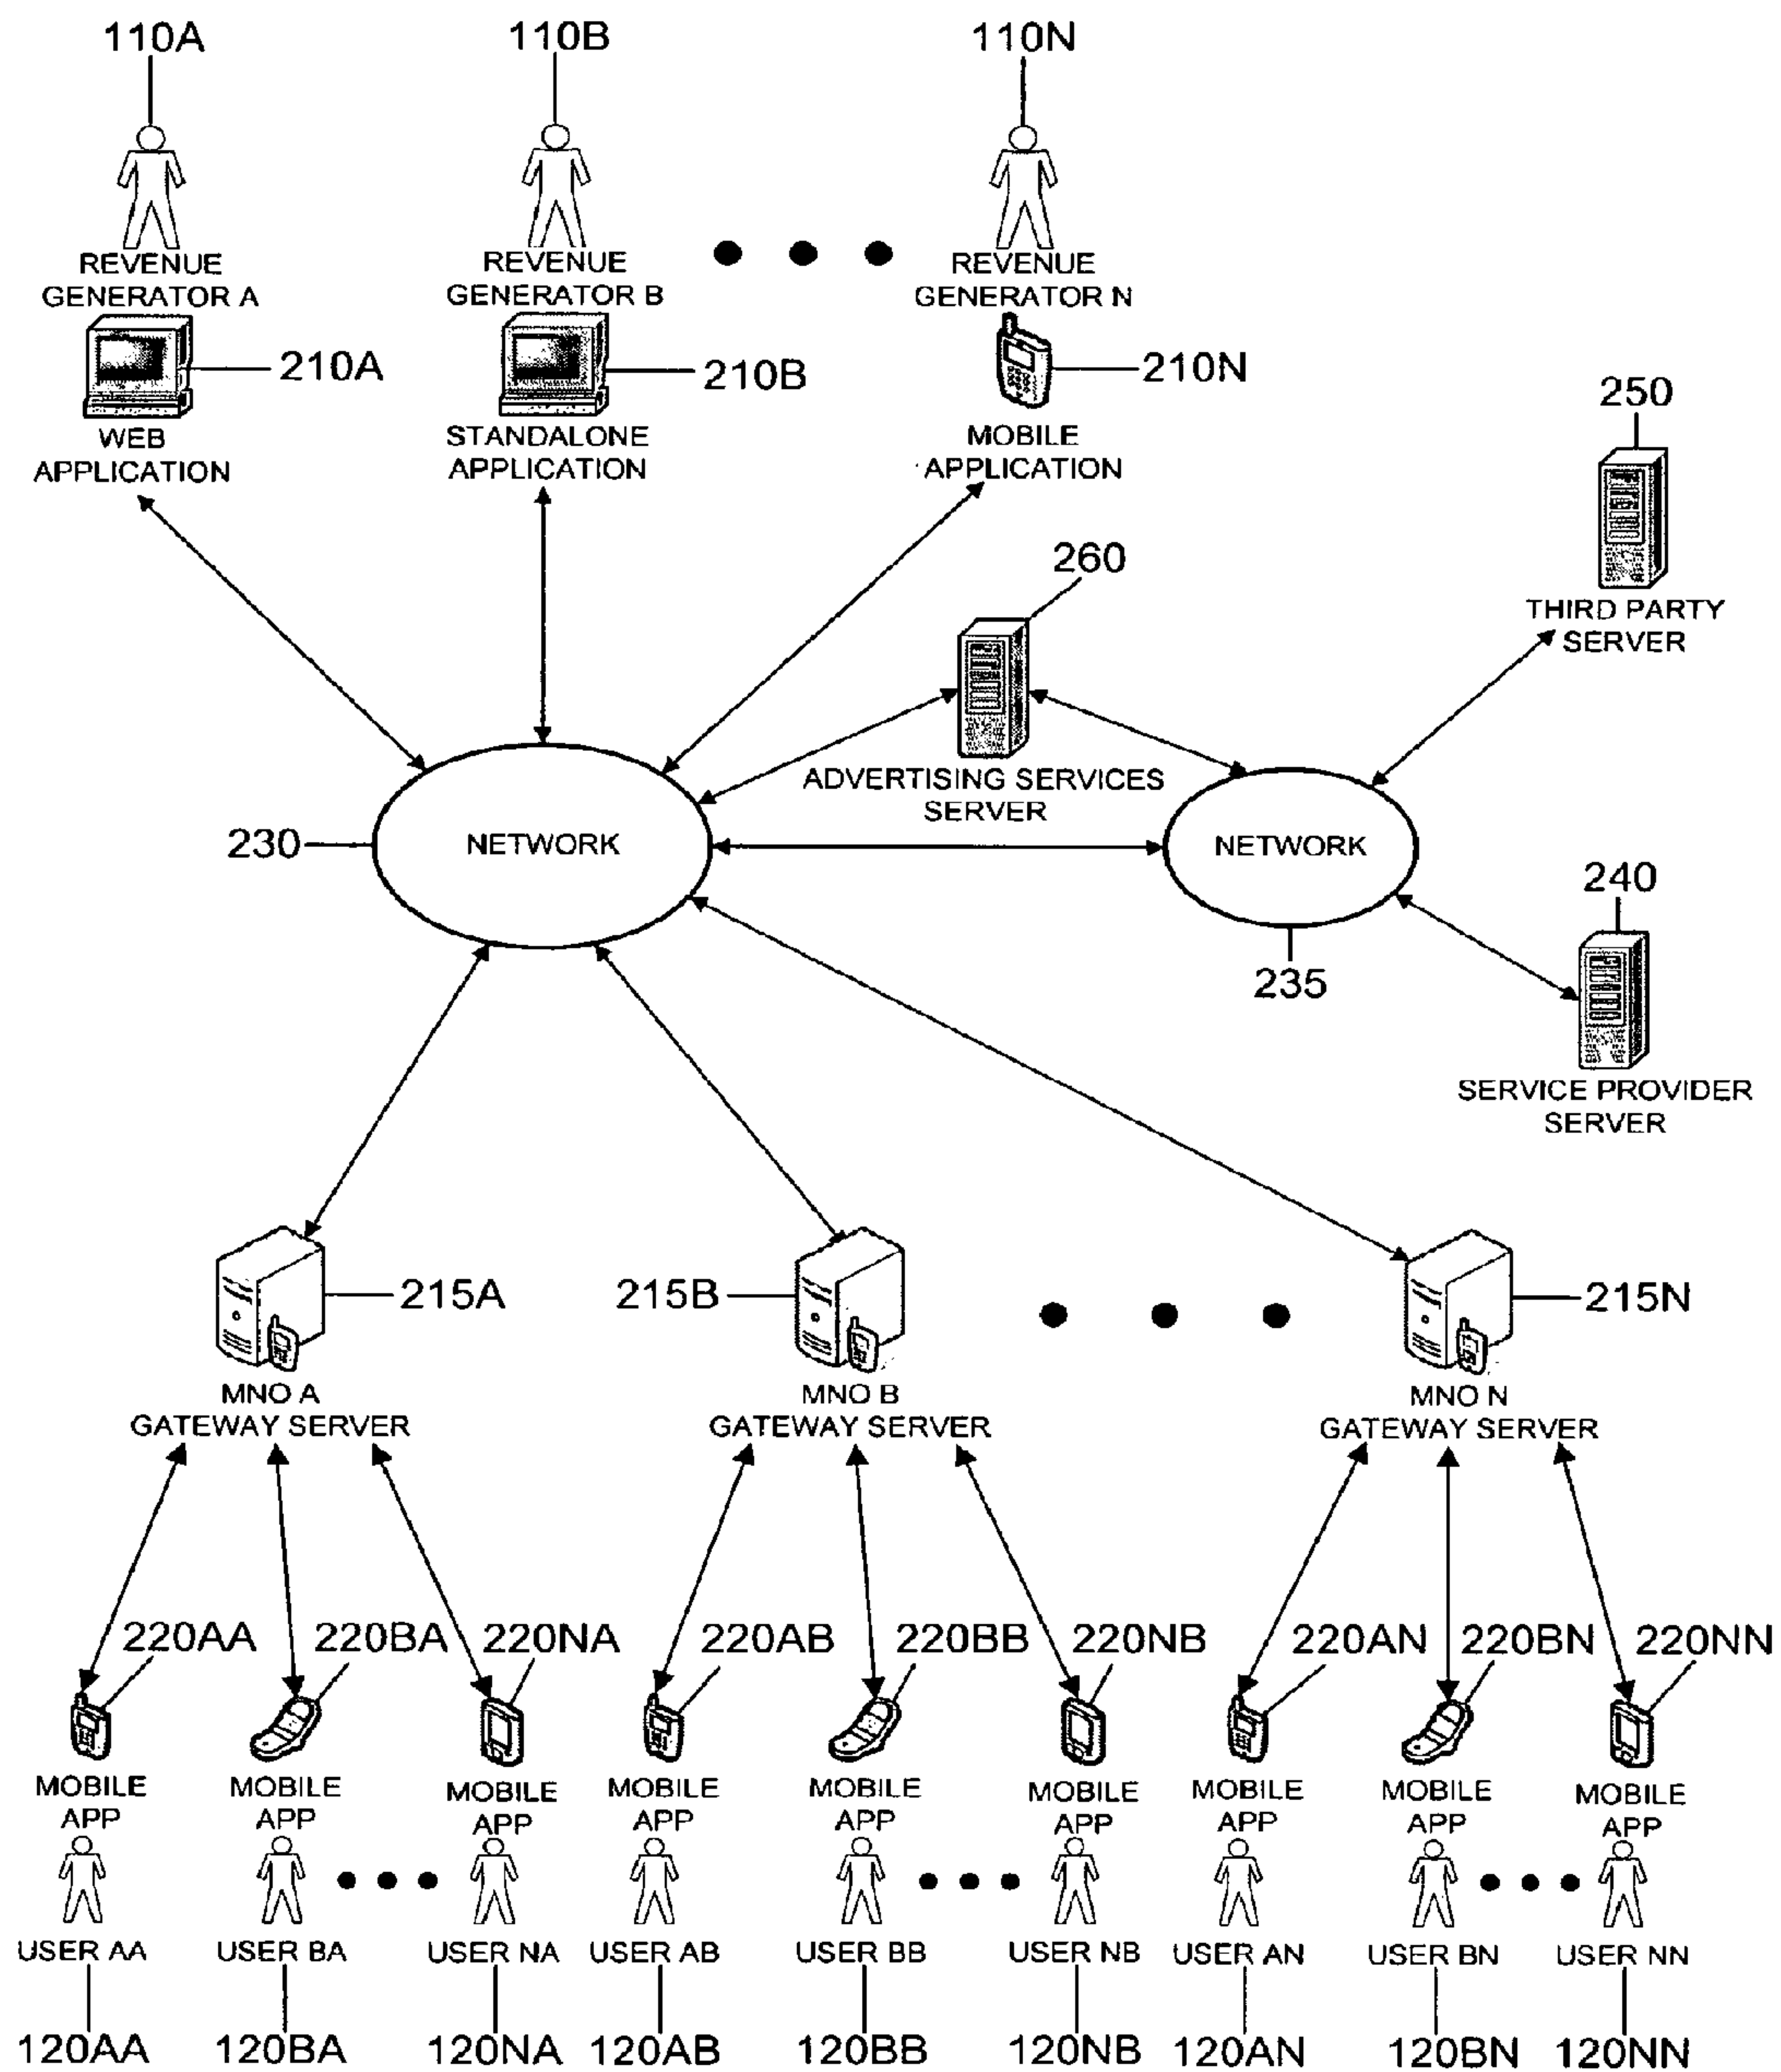 110A
110B
110N
REVENUE
GENERATOR A
REVENUE
GENERATOR B
REVENUE
GENERATOR N
210A
210B
210N
WEB
APPLICATION
STANDALONE
APPLICATION
MOBILE
APPLICATION
250
THIRD PARTY
SERVER
260
ADVERTISING SERVICES
SERVER
230
NETWORK
NETWORK
235
240
SERVICE PROVIDER
SERVER
215A
215B
215N
MNO A
GATEWAY SERVER
MNO B
GATEWAY SERVER
MNO N
GATEWAY SERVER
220AA
220BA
220NA
220AB
220BB
220NB
220AN
220BN
220NN
MOBILE
APP
MOBILE
APP
MOBILE
APP
MOBILE
APP
MOBILE
APP
MOBILE
APP
MOBILE
APP
MOBILE
APP
MOBILE
APP
USER AA
USER BA
USER NA
USER AB
USER BB
USER NB
USER AN
USER BN
USER NN
120AA
120BA
120NA
120AB
120BB
120NB
120AN
120BN
120NN